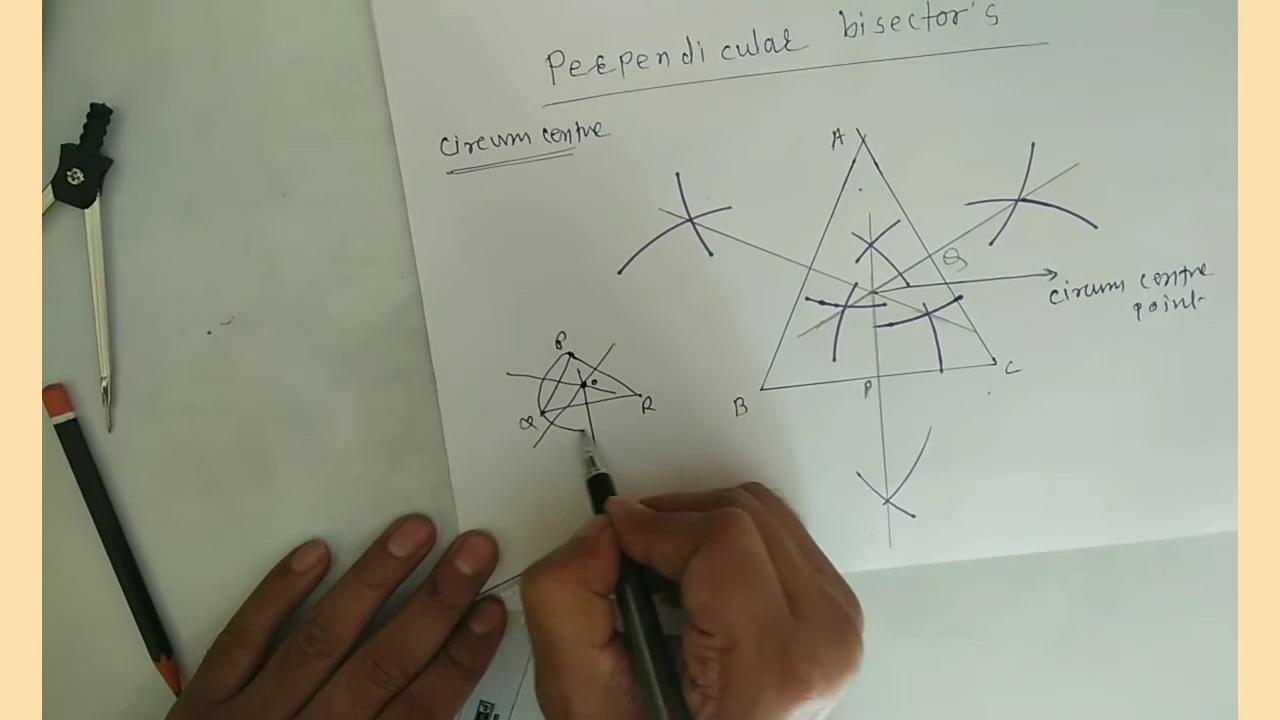 Perpendicular bisector's
circum centre
A
Q
circum centre
point
P
B
C
P
O
Q
R